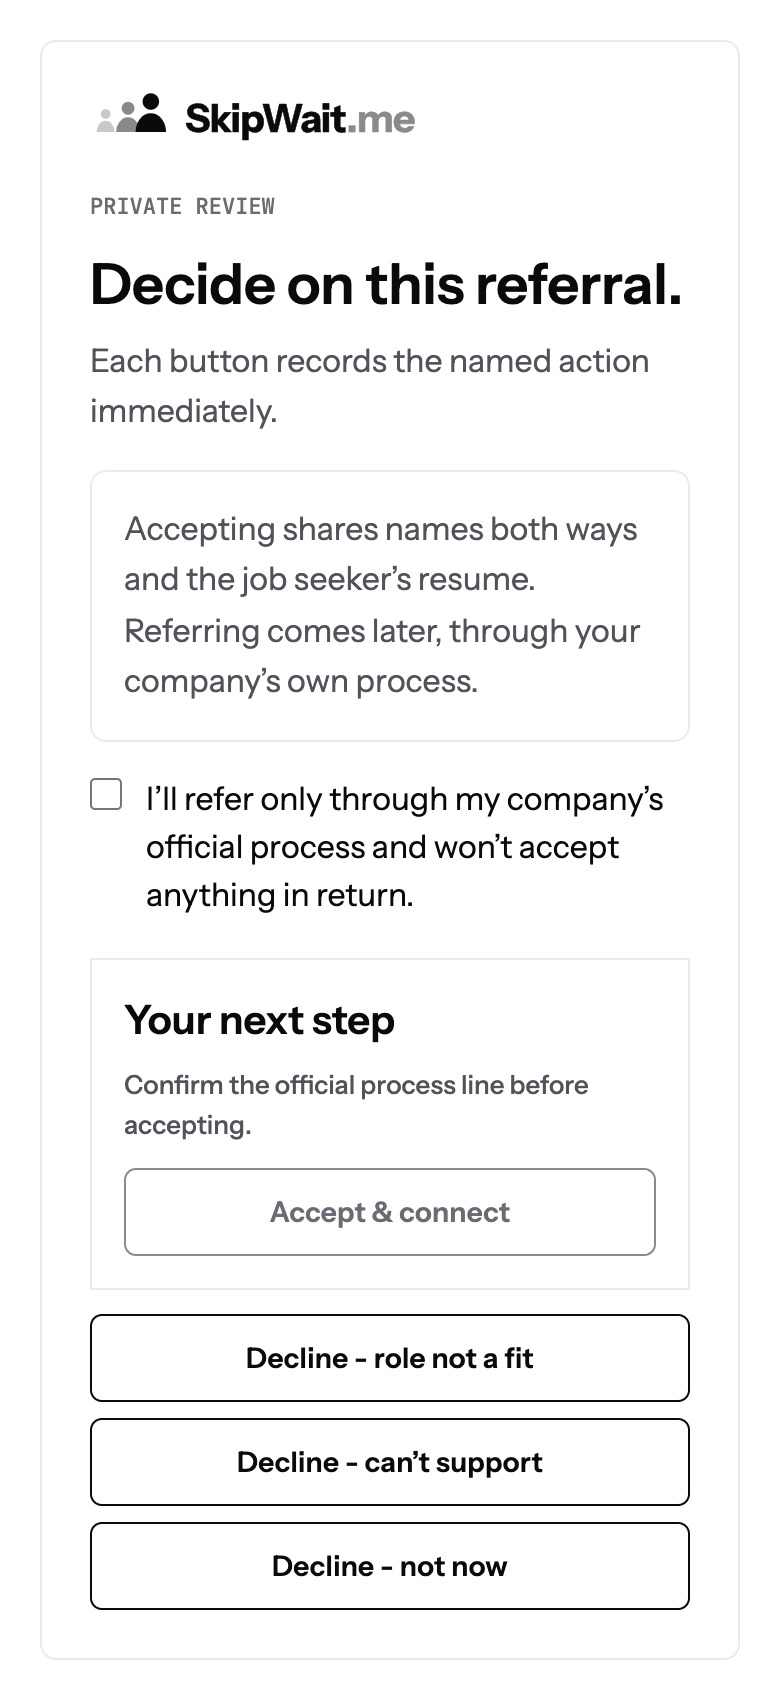 SkipWait.me
PRIVATE REVIEW
Decide on this referral.
Each button records the named action
immediately.
Accepting shares names both ways
and the job seeker’s resume.
Referring comes later, through your
company’s own process.
I’ll refer only through my company’s
official process and won’t accept
anything in return.
Your next step
Confirm the official process line before
accepting.
Accept & connect
Decline - role not a fit
Decline - can’t support
Decline - not now